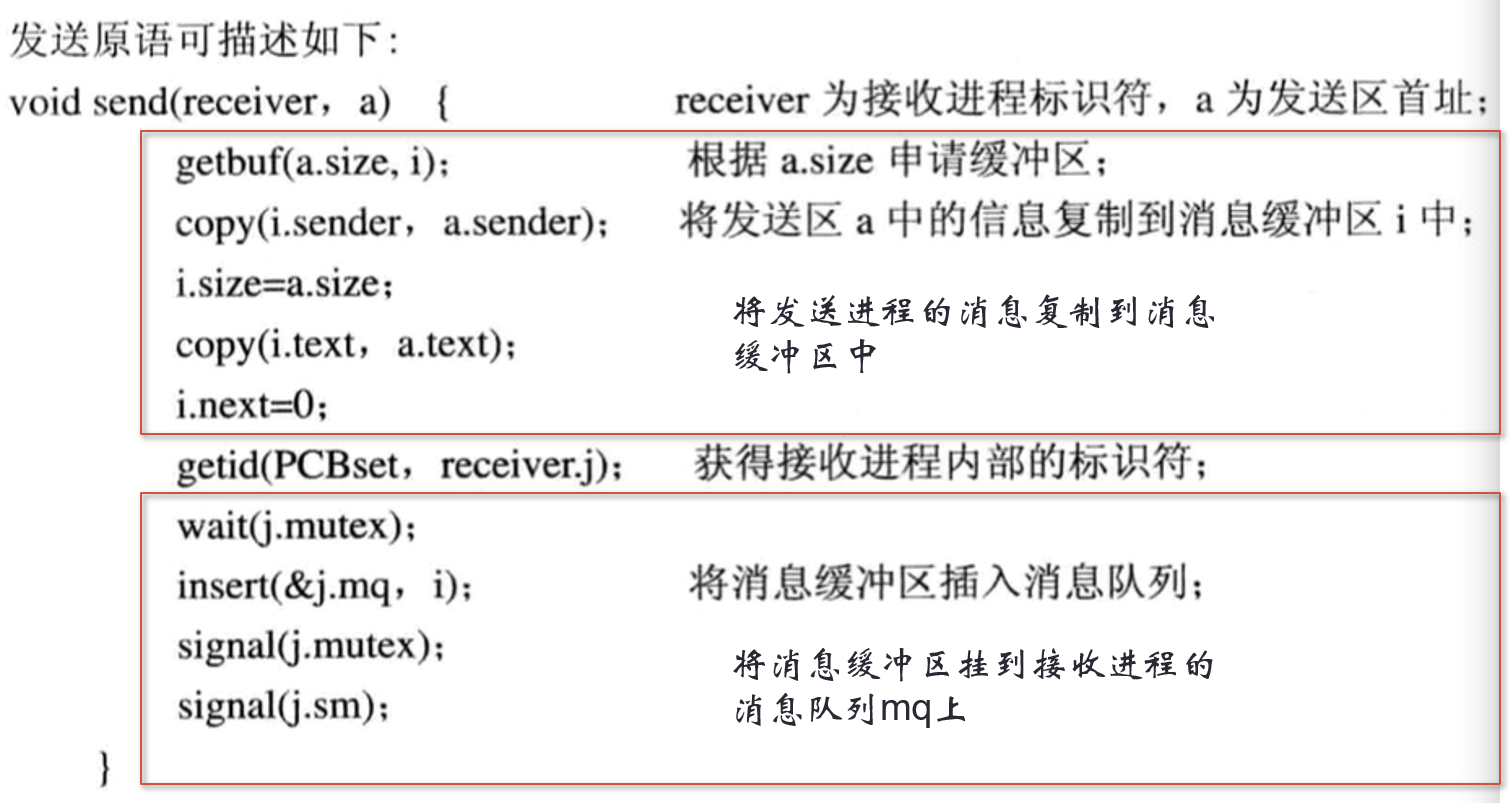 发送原语可描述如下:
void send(receiver，a) { receiver 为接收进程标识符，a 为发送区首址;
getbuf(a.size, i); 根据 a.size 申请缓冲区;
copy(i.sender，a.sender); 将发送区 a 中的信息复制到消息缓冲区 i 中;
i.size=a.size;
将发送进程的消息复制到消息
copy(i.text，a.text);
缓冲区中
i.next=0;
getid(PCBset，receiver.j); 获得接收进程内部的标识符;
wait(j.mutex);
insert(&j.mq，i); 将消息缓冲区插入消息队列;
signal(j.mutex);
将消息缓冲区挂到接收进程的
signal(j.sm);
消息队列mq上
}